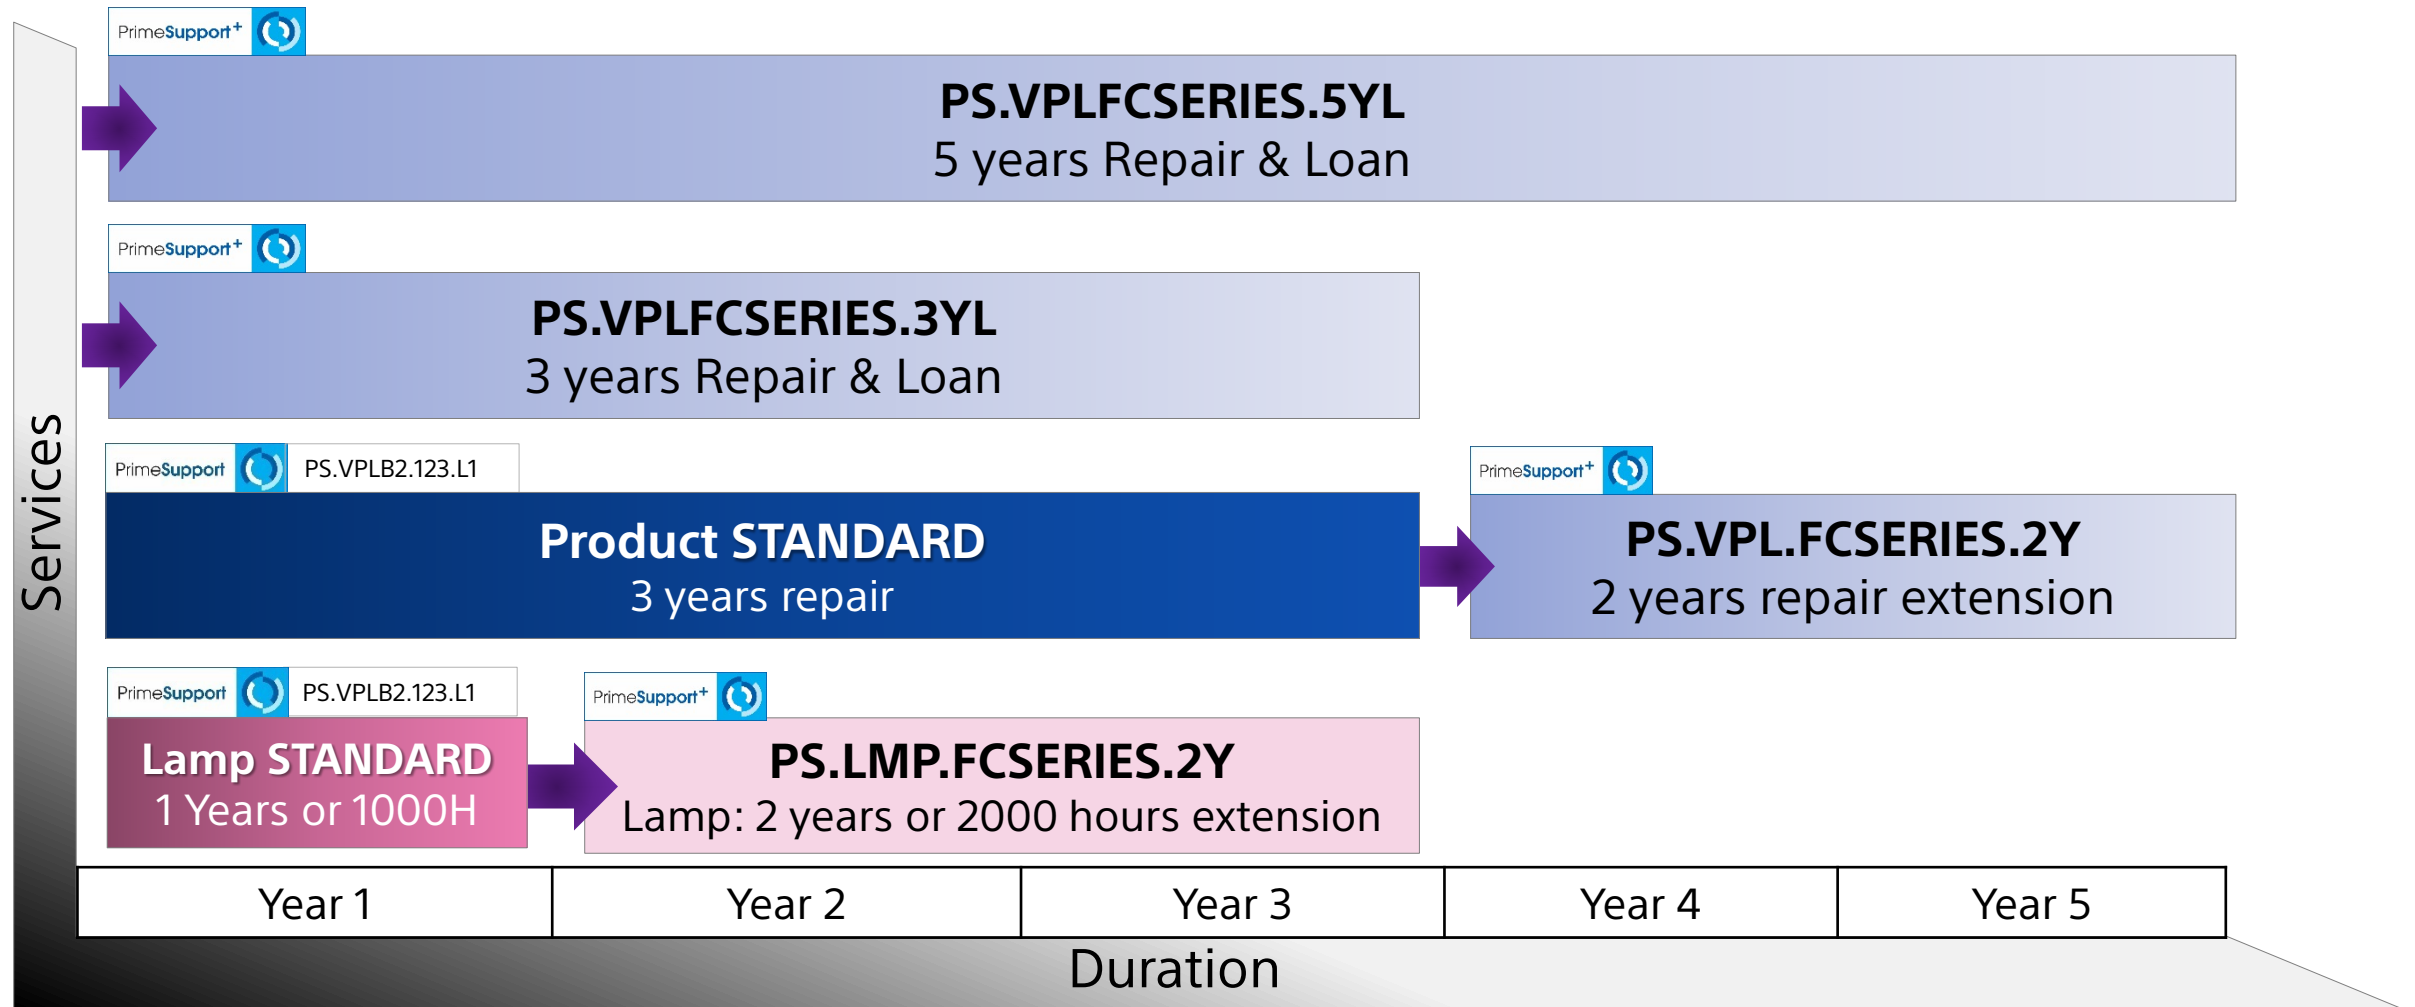 PrimeSupport+
PS.VPLFCSERIES.5YL
5 years Repair & Loan
PrimeSupport+
PS.VPLFCSERIES.3YL
3 years Repair & Loan
Services
PrimeSupport
PS.VPLB2.123.L1
Product STANDARD
3 years repair
PrimeSupport+
PS.VPL.FCSERIES.2Y
2 years repair extension
PrimeSupport
PS.VPLB2.123.L1
Lamp STANDARD
1 Years or 1000H
PrimeSupport+
PS.LMP.FCSERIES.2Y
Lamp: 2 years or 2000 hours extension
Year 1
Year 2
Year 3
Year 4
Year 5
Duration